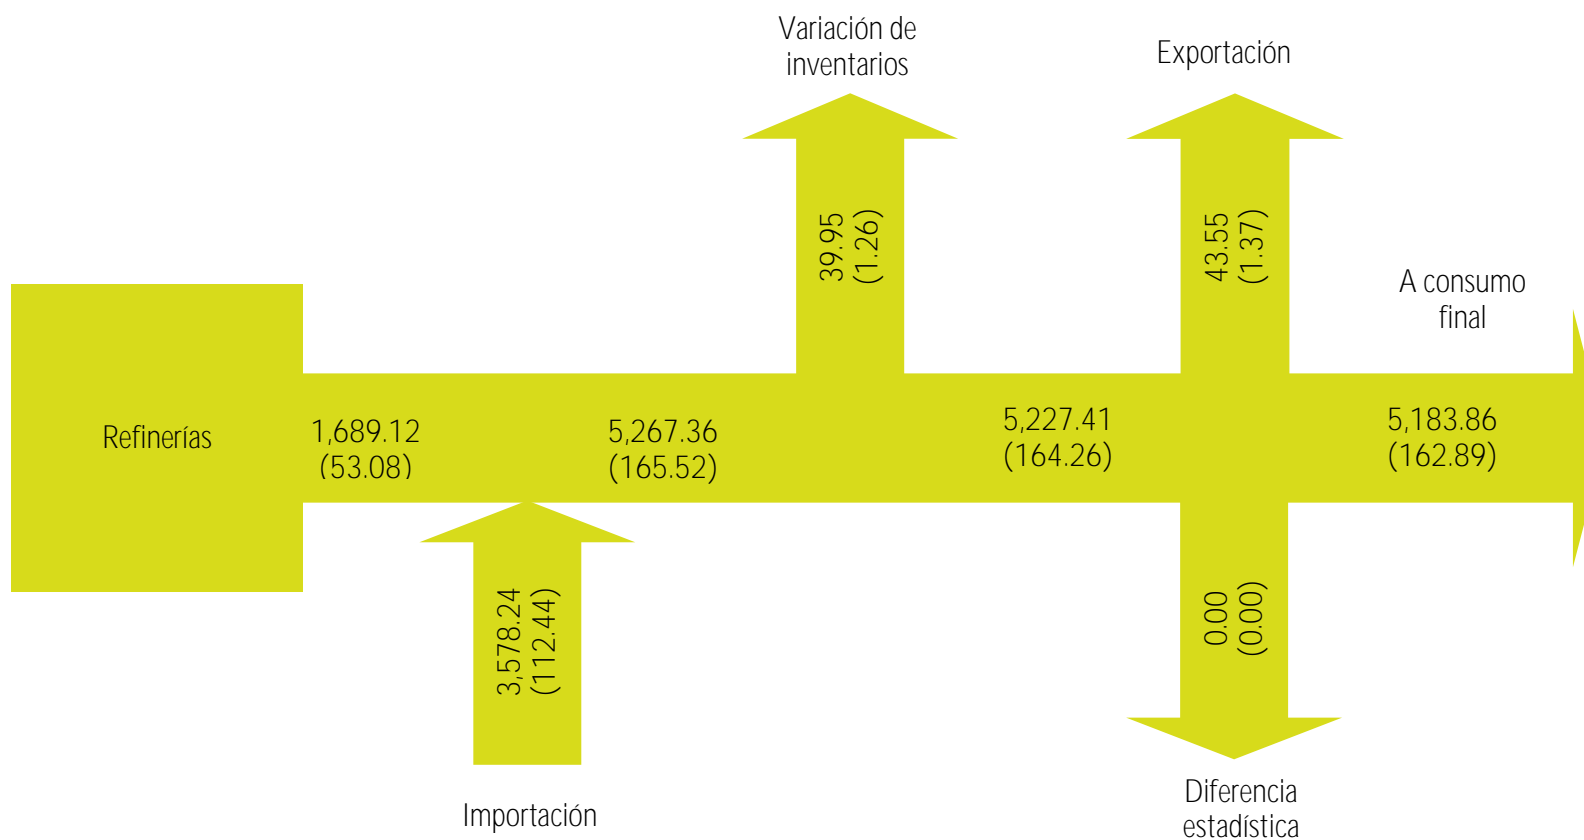 Variación de
inventarios
Exportación
39.95
(1.26)
43.55
(1.37)
A consumo
final
Refinerías
1,689.12
(53.08)
5,267.36
(165.52)
5,227.41
(164.26)
5,183.86
(162.89)
3,578.24
(112.44)
0.00
(0.00)
Importación
Diferencia
estadística